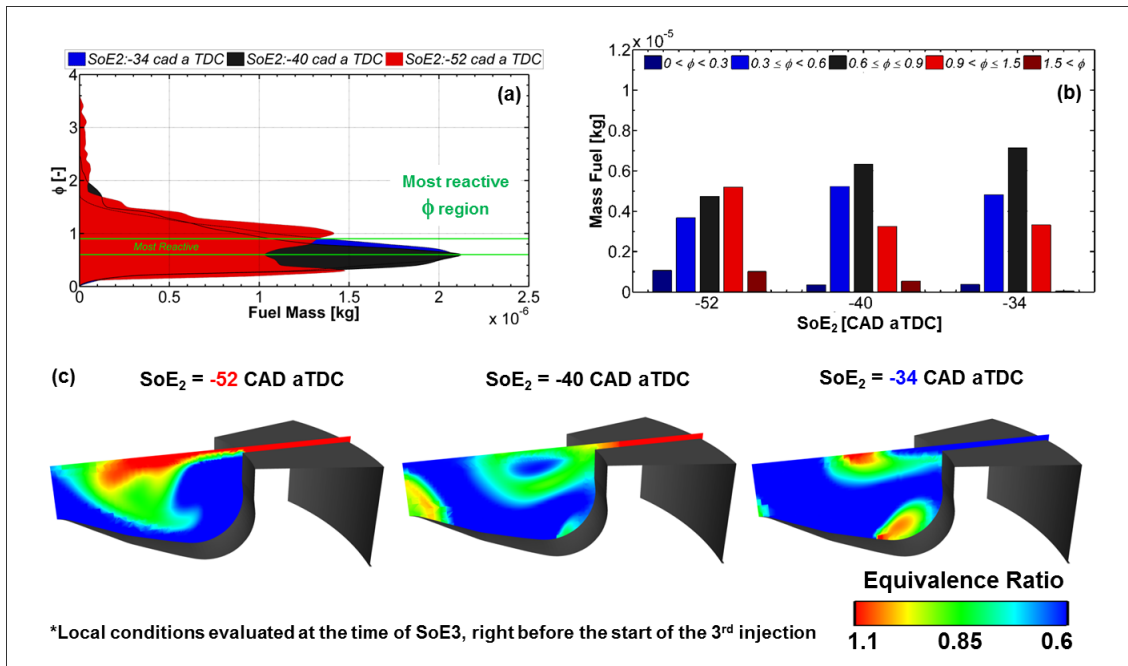 SoE2:-34 cad a TDC SoE2:-40 cad a TDC SoE2:-52 cad a TDC
(a)
4
3
2
1
0
ϕ [-]
Most reactive
ϕ region
Most Reactive
0 0.5 1 1.5 2 2.5
Fuel Mass [kg]
x 10⁻⁶
x 10⁻⁵
0 < ϕ < 0.3 0.3 ≤ ϕ < 0.6 0.6 ≤ ϕ ≤ 0.9 0.9 < ϕ ≤ 1.5 1.5 < ϕ
(b)
1.2
1
0.8
0.6
0.4
0.2
0
Mass Fuel [kg]
-52 -40 -34
SoE₂ [CAD aTDC]
(c)
SoE₂ = -52 CAD aTDC
SoE₂ = -40 CAD aTDC
SoE₂ = -34 CAD aTDC
Equivalence Ratio
1.1 0.85 0.6
*Local conditions evaluated at the time of SoE3, right before the start of the 3ʳᵈ injection